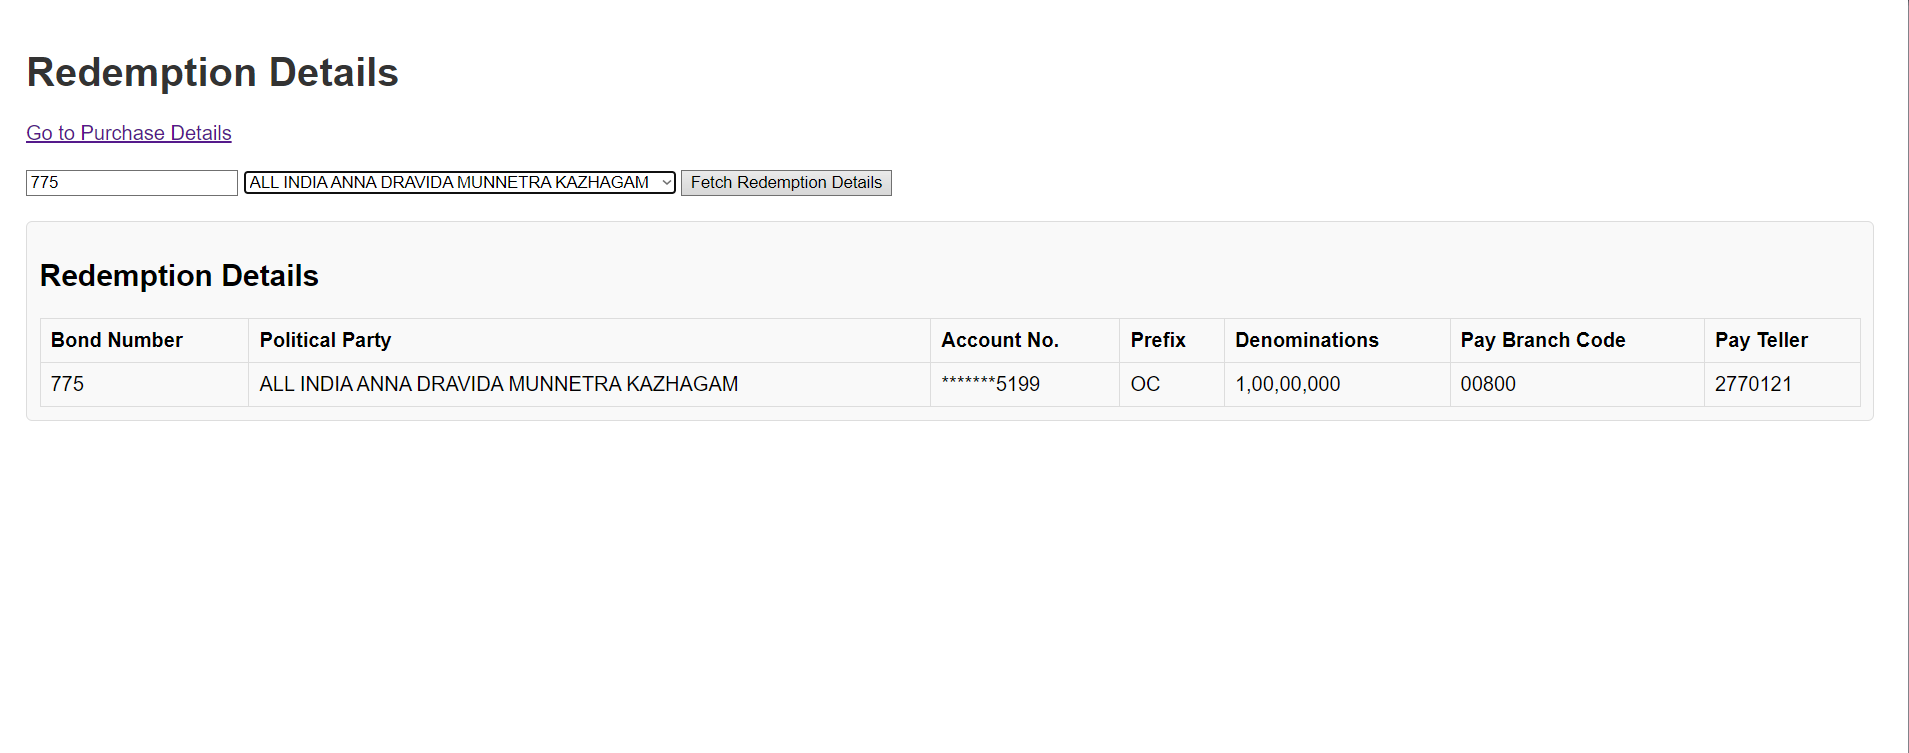 Redemption Details
Go to Purchase Details
775 ALL INDIA ANNA DRAVIDA MUNNETRA KAZHAGAM Fetch Redemption Details
Redemption Details
Bond Number Political Party Account No. Prefix Denominations Pay Branch Code Pay Teller
775 ALL INDIA ANNA DRAVIDA MUNNETRA KAZHAGAM *******5199 OC 1,00,00,000 00800 2770121